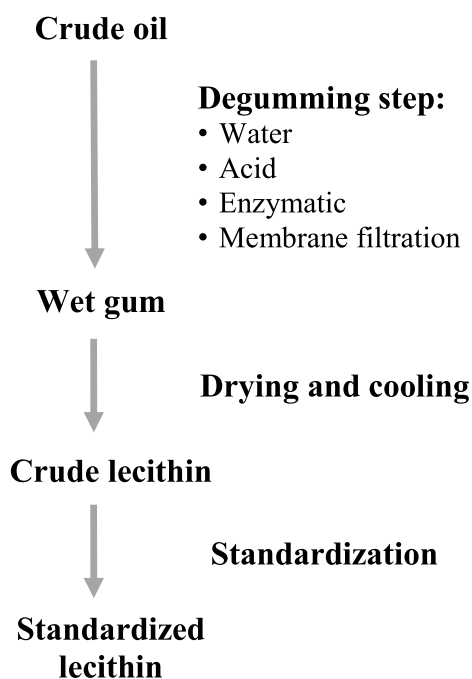 Crude oil
Degumming step:
• Water
• Acid
• Enzymatic
• Membrane filtration
Wet gum
Drying and cooling
Crude lecithin
Standardization
Standardized
lecithin